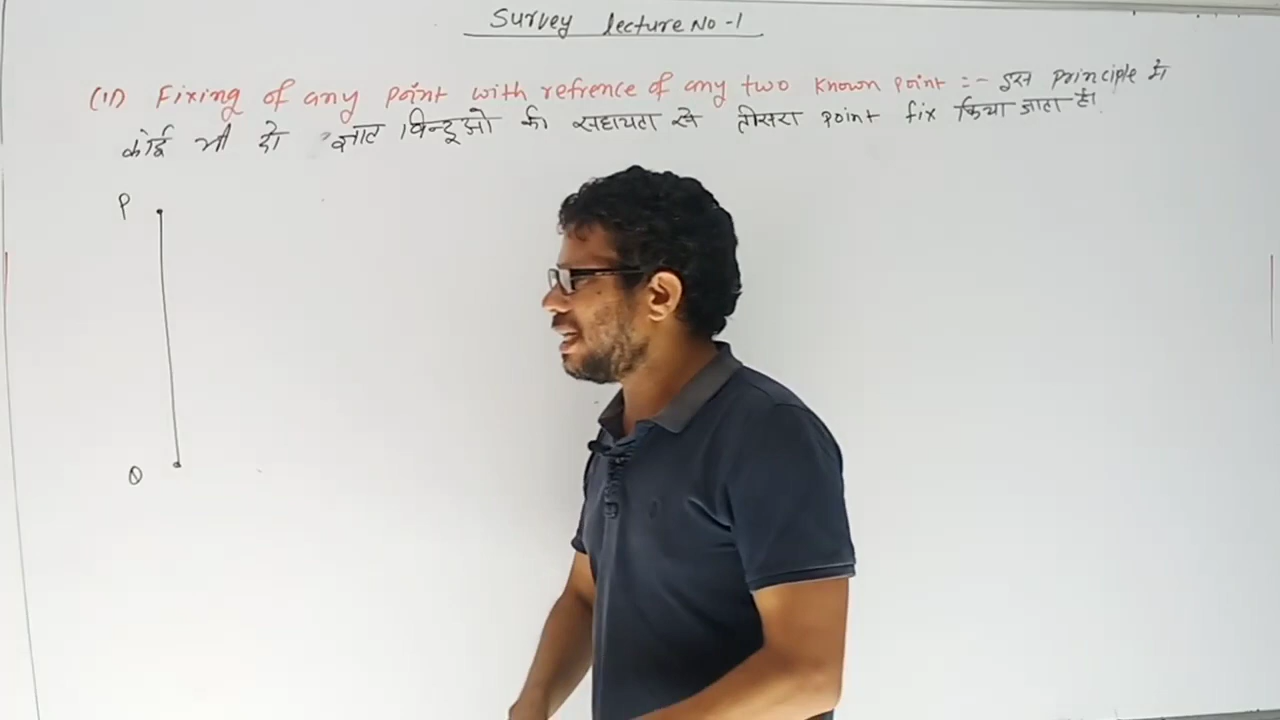 Survey lecture No -1
(ii) Fixing of any point with refrence of any two known point :- इस principle में
कोई भी दो ज्ञात विन्दूओ की सहायता से तीसरा point fix किया जाता है।
P
Q